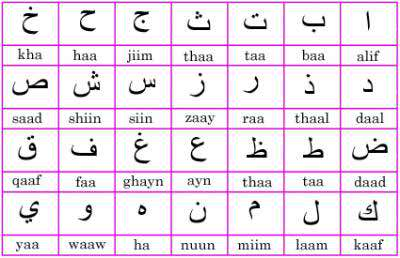 ا ب ت ث ج ح خ
kha haa jiim thaa taa baa alif
د ذ ر ز س ش ص
saad shiin siin zaay raa thaal daal
ض ط ظ ع غ ف ق
qaaf faa ghayn ayn thaa taa daad
ك ل م ن ه و ي
yaa waaw ha nuun miim laam kaaf